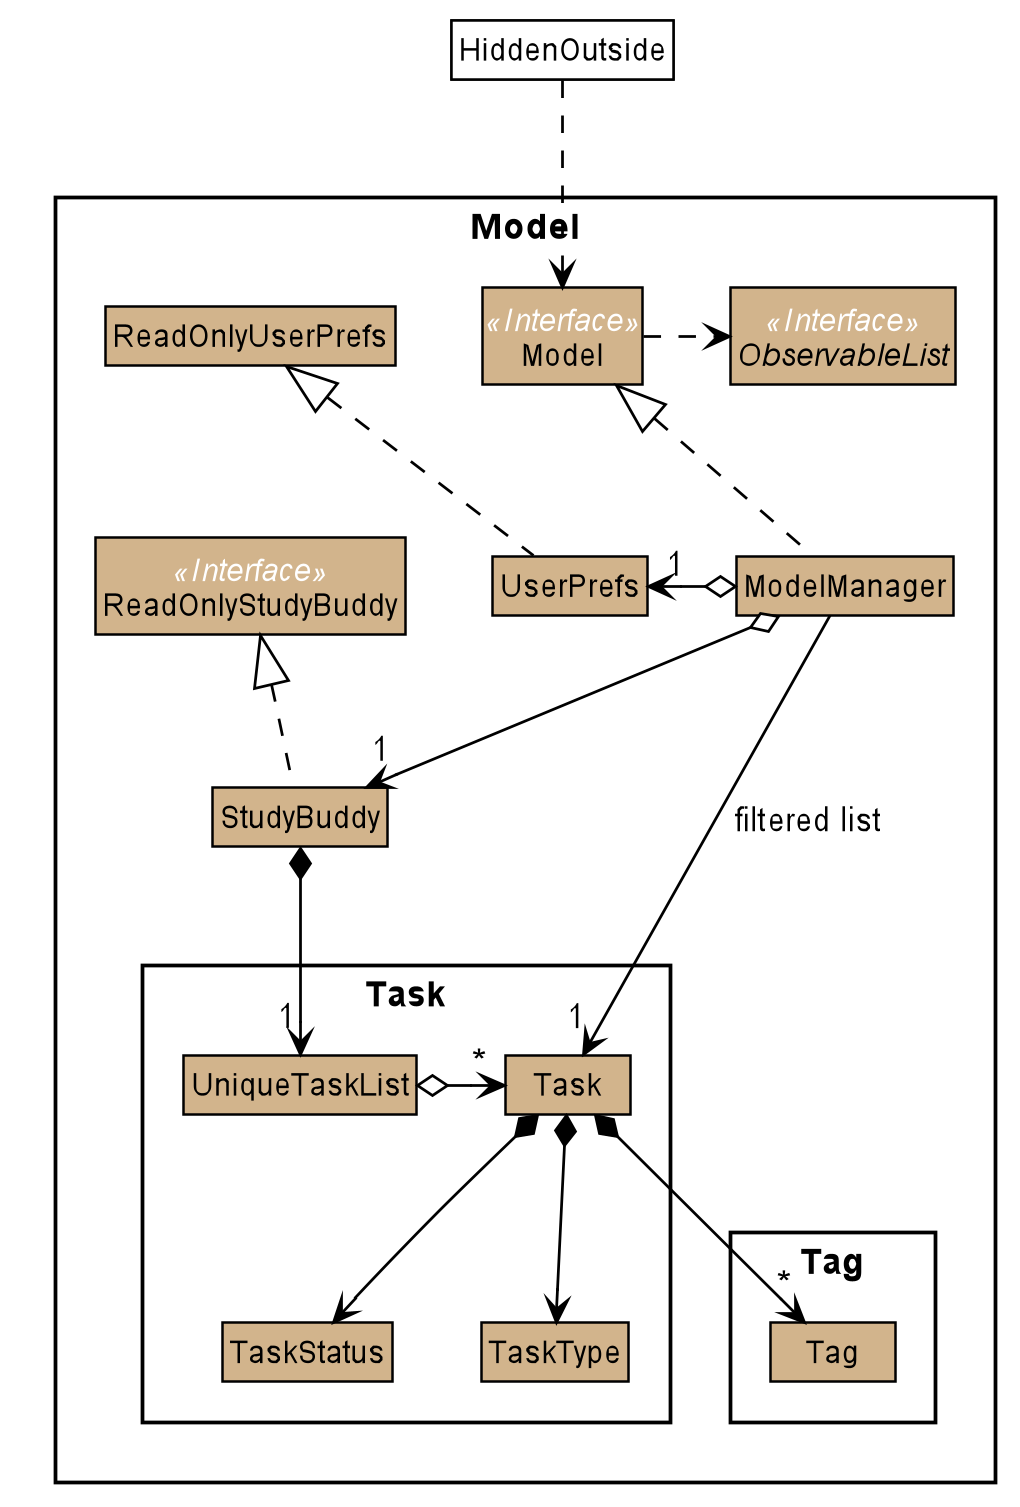 HiddenOutside
Model
ReadOnlyUserPrefs
«Interface»
Model
«Interface»
ObservableList
«Interface»
ReadOnlyStudyBuddy
UserPrefs
1
ModelManager
1
StudyBuddy
filtered list
Task
1
1
UniqueTaskList
*
Task
Tag
*
TaskStatus
TaskType
Tag